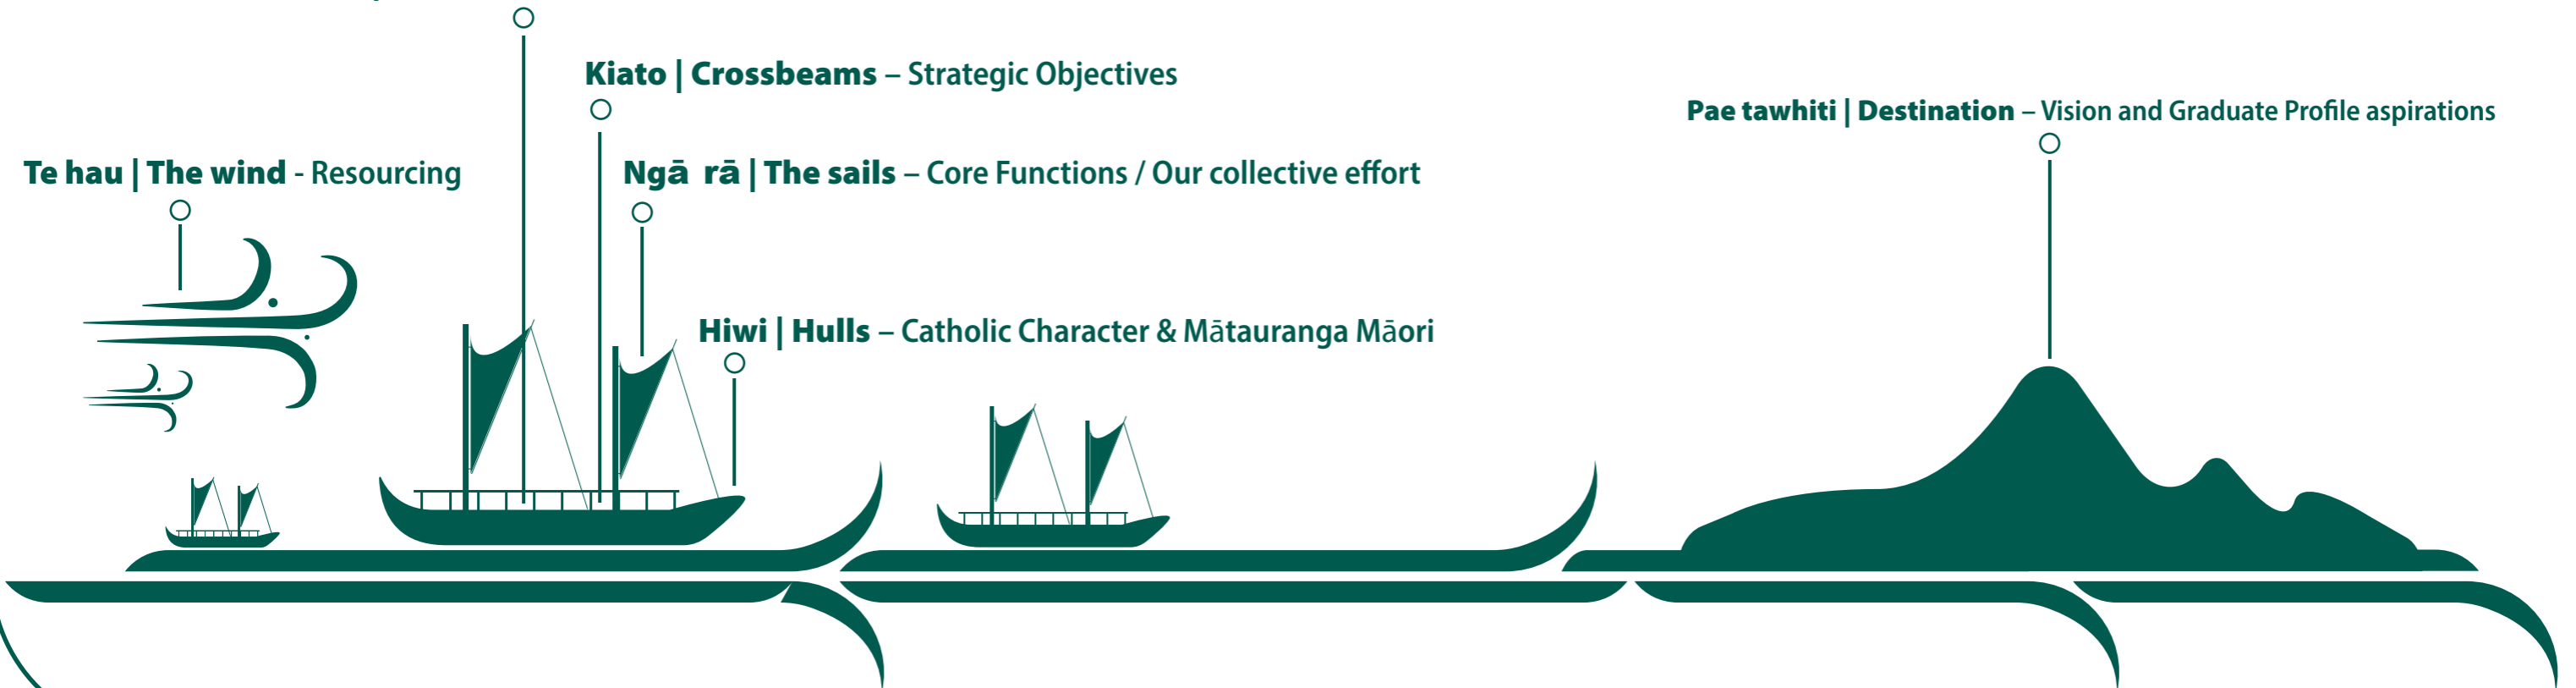 Kiato | Crossbeams – Strategic Objectives
Pae tawhiti | Destination – Vision and Graduate Profile aspirations
Te hau | The wind - Resourcing
Ngā rā | The sails – Core Functions / Our collective effort
Hiwi | Hulls – Catholic Character & Mātauranga Māori